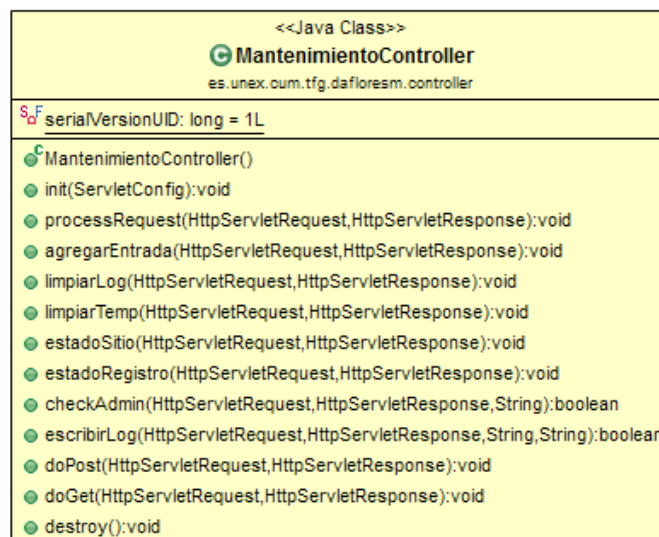 <<Java Class>>
MantenimientoController
es.unex.cum.tfg.dafloresm.controller
serialVersionUID: long = 1L
MantenimientoController()
init(ServletConfig):void
processRequest(HttpServletRequest,HttpServletResponse):void
agregarEntrada(HttpServletRequest,HttpServletResponse):void
limpiarLog(HttpServletRequest,HttpServletResponse):void
limpiarTemp(HttpServletRequest,HttpServletResponse):void
estadoSitio(HttpServletRequest,HttpServletResponse):void
estadoRegistro(HttpServletRequest,HttpServletResponse):void
checkAdmin(HttpServletRequest,HttpServletResponse,String):boolean
escribirLog(HttpServletRequest,HttpServletResponse,String,String):boolean
doPost(HttpServletRequest,HttpServletResponse):void
doGet(HttpServletRequest,HttpServletResponse):void
destroy():void